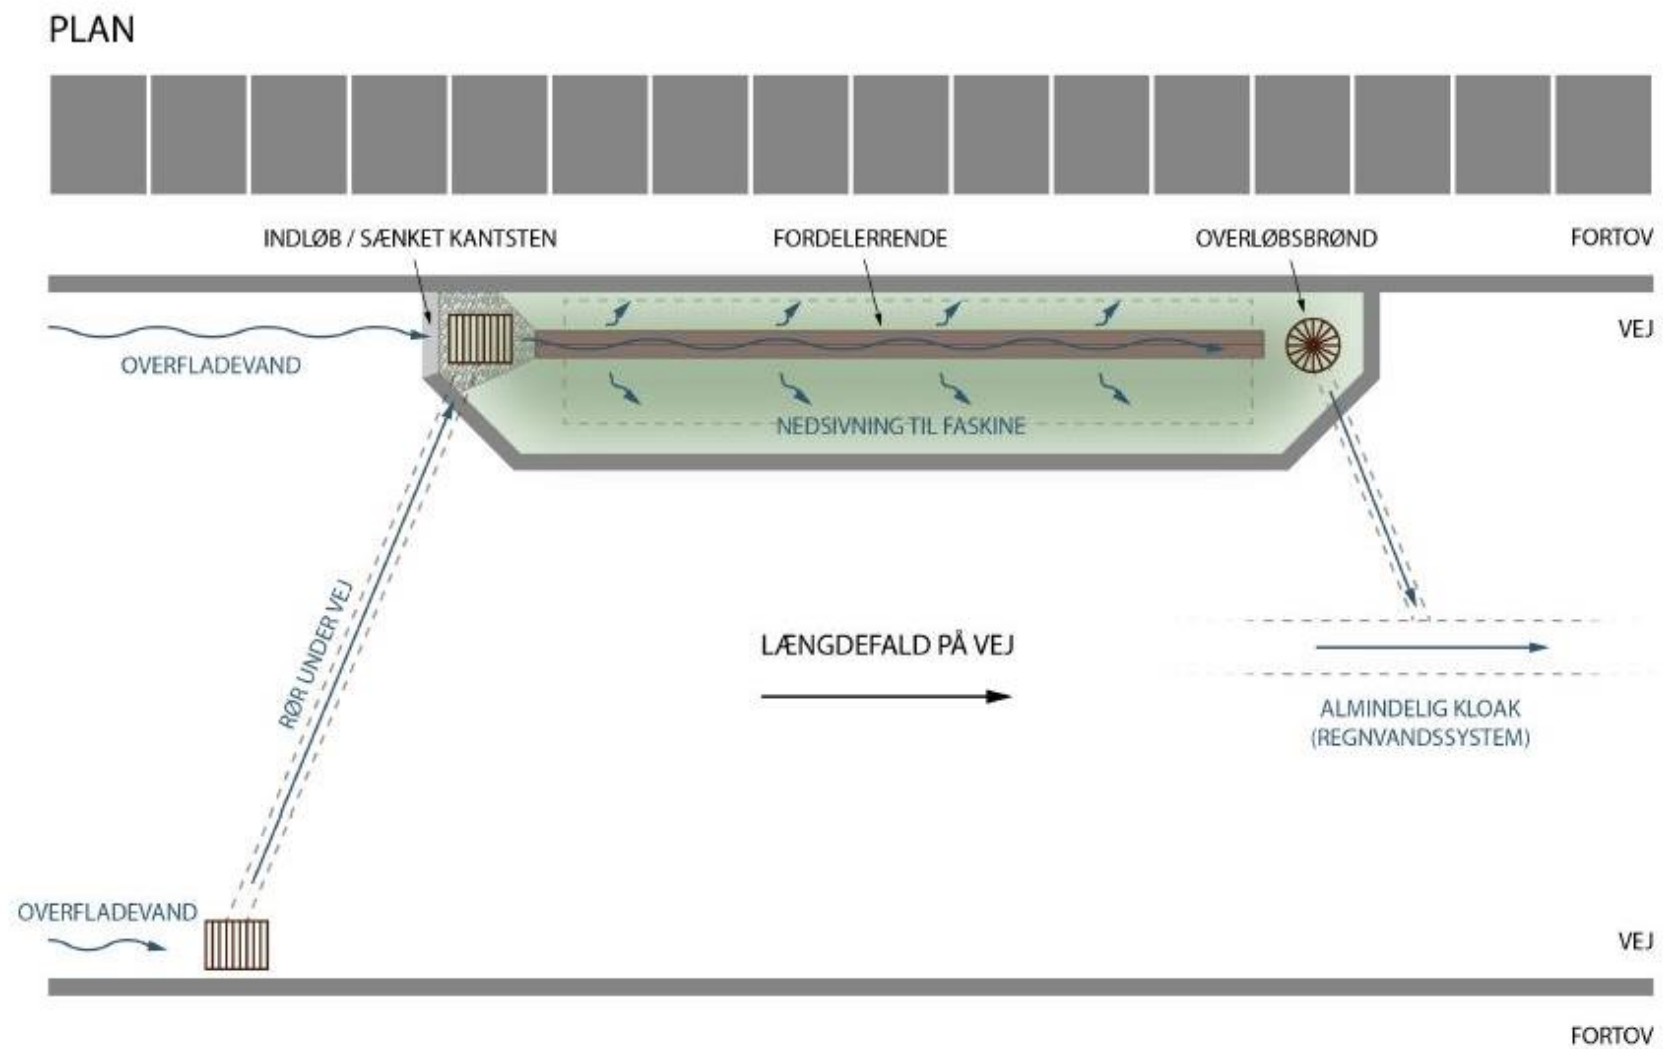 PLAN
INDLØB / SÆNKET KANTSTEN
FORDELERRENDE
OVERLØBSBRØND
FORTOV
VEJ
OVERFLADEVAND
NEDSIVNING TIL FASKINE
RØR UNDER VEJ
LÆNGDEFALD PÅ VEJ
ALMINDELIG KLOAK
(REGNVANDSSYSTEM)
OVERFLADEVAND
VEJ
FORTOV